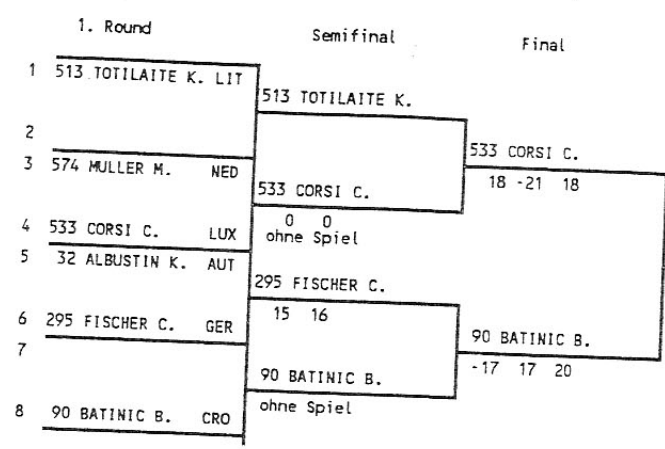 1. Round Semifinal Final
1 513 TOTILAITE K. LIT
513 TOTILAITE K.
2
533 CORSI C.
3 574 MULLER M. NED
18 -21 18
533 CORSI C.
4 533 CORSI C. LUX
0 0
ohne Spiel
5 32 ALBUSTIN K. AUT
295 FISCHER C.
6 295 FISCHER C. GER
15 16
90 BATINIC B.
7
-17 17 20
90 BATINIC B.
ohne Spiel
8 90 BATINIC B. CRO